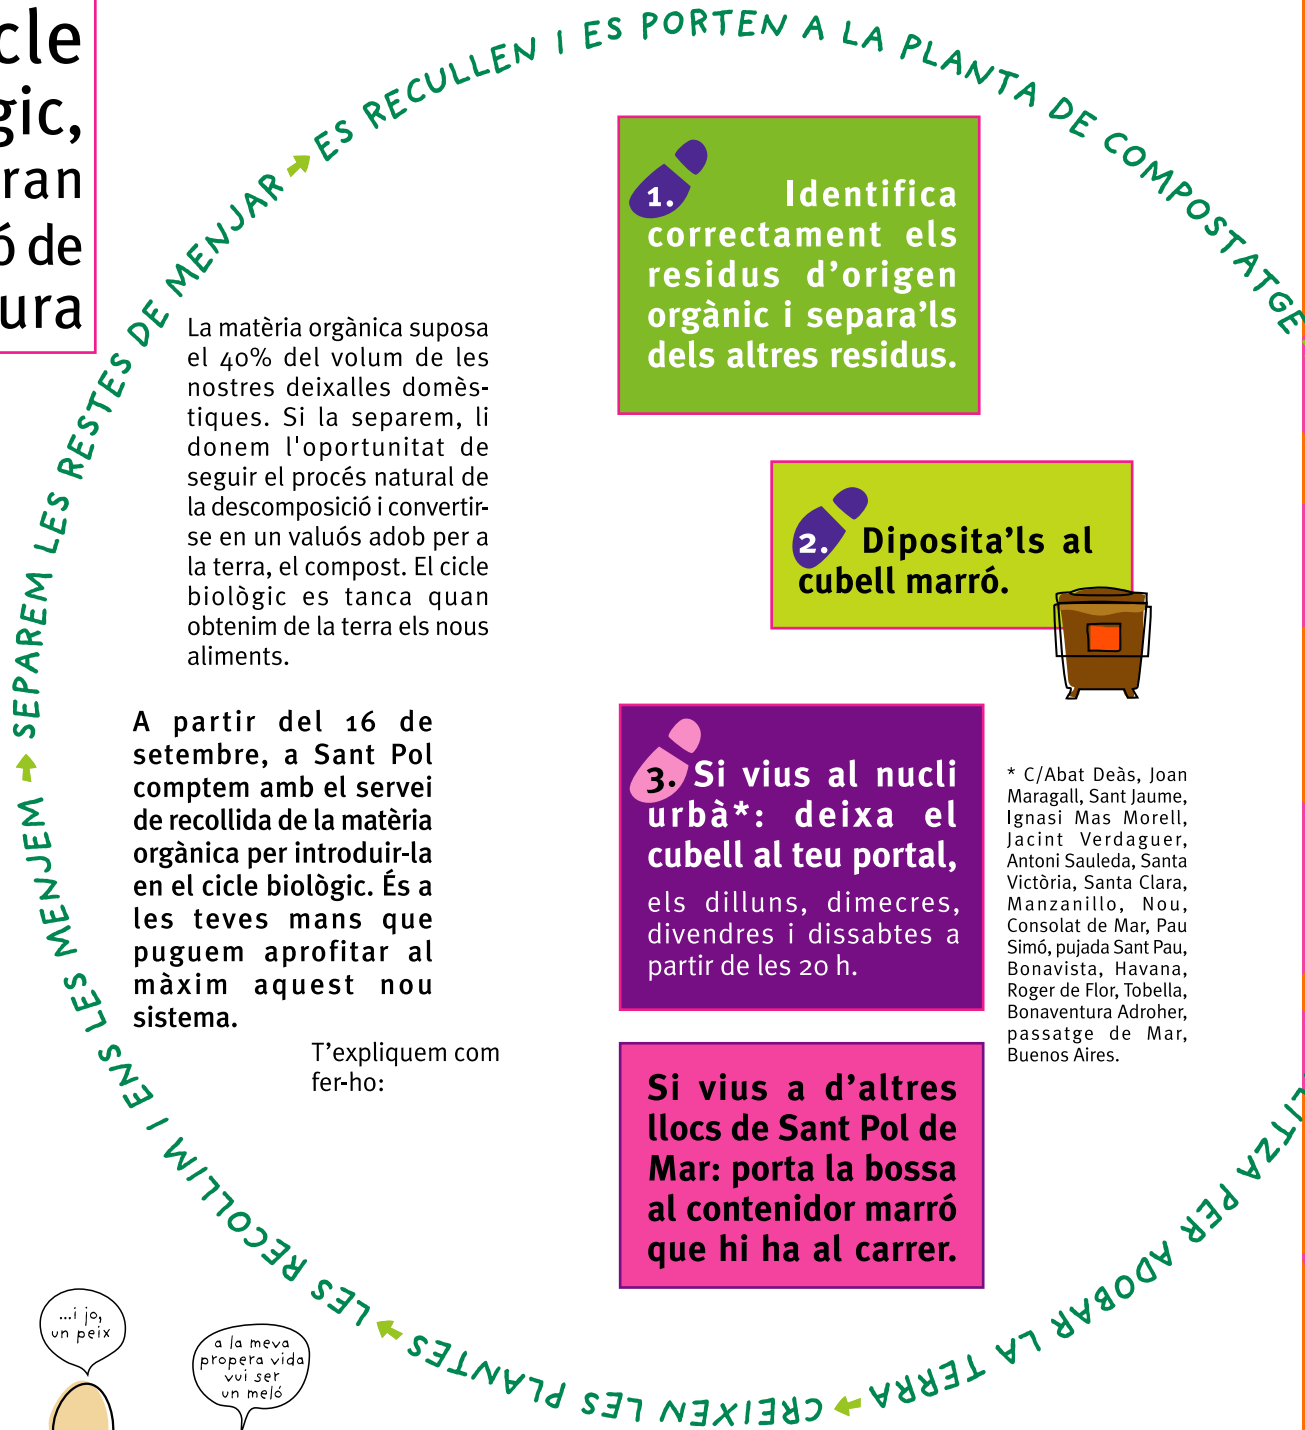 cle
gic,
ran
ó de
ura
SEPAREM LES RESTES DE MENJAR → ES RECULLEN I ES PORTEN A LA PLANTA DE COMPOSTATGE
PER ADOBAR LA TERRA → CREIXEN LES PLANTES → LES RECOLLIM I ENS LES MENJEM →
La matèria orgànica suposa
el 40% del volum de les
nostres deixalles domès-
tiques. Si la separem, li
donem l'oportunitat de
seguir el procés natural de
la descomposició i convertir-
se en un valuós adob per a
la terra, el compost. El cicle
biològic es tanca quan
obtenim de la terra els nous
aliments.
A partir del 16 de
setembre, a Sant Pol
comptem amb el servei
de recollida de la matèria
orgànica per introduir-la
en el cicle biològic. És a
les teves mans que
puguem aprofitar al
màxim aquest nou
sistema.
T'expliquem com
fer-ho:
1. Identifica
correctament els
residus d'origen
orgànic i separa'ls
dels altres residus.
2. Diposita'ls al
cubell marró.
3. Si vius al nucli
urbà*: deixa el
cubell al teu portal,
els dilluns, dimecres,
divendres i dissabtes a
partir de les 20 h.
* C/Abat Deàs, Joan
Maragall, Sant Jaume,
Ignasi Mas Morell,
Jacint Verdaguer,
Antoni Sauleda, Santa
Victòria, Santa Clara,
Manzanillo, Nou,
Consolat de Mar, Pau
Simó, pujada Sant Pau,
Bonavista, Havana,
Roger de Flor, Tobella,
Bonaventura Adroher,
passatge de Mar,
Buenos Aires.
Si vius a d'altres
llocs de Sant Pol de
Mar: porta la bossa
al contenidor marró
que hi ha al carrer.
...i jo,
un peix
a la meva
propera vida
vui ser
un meló